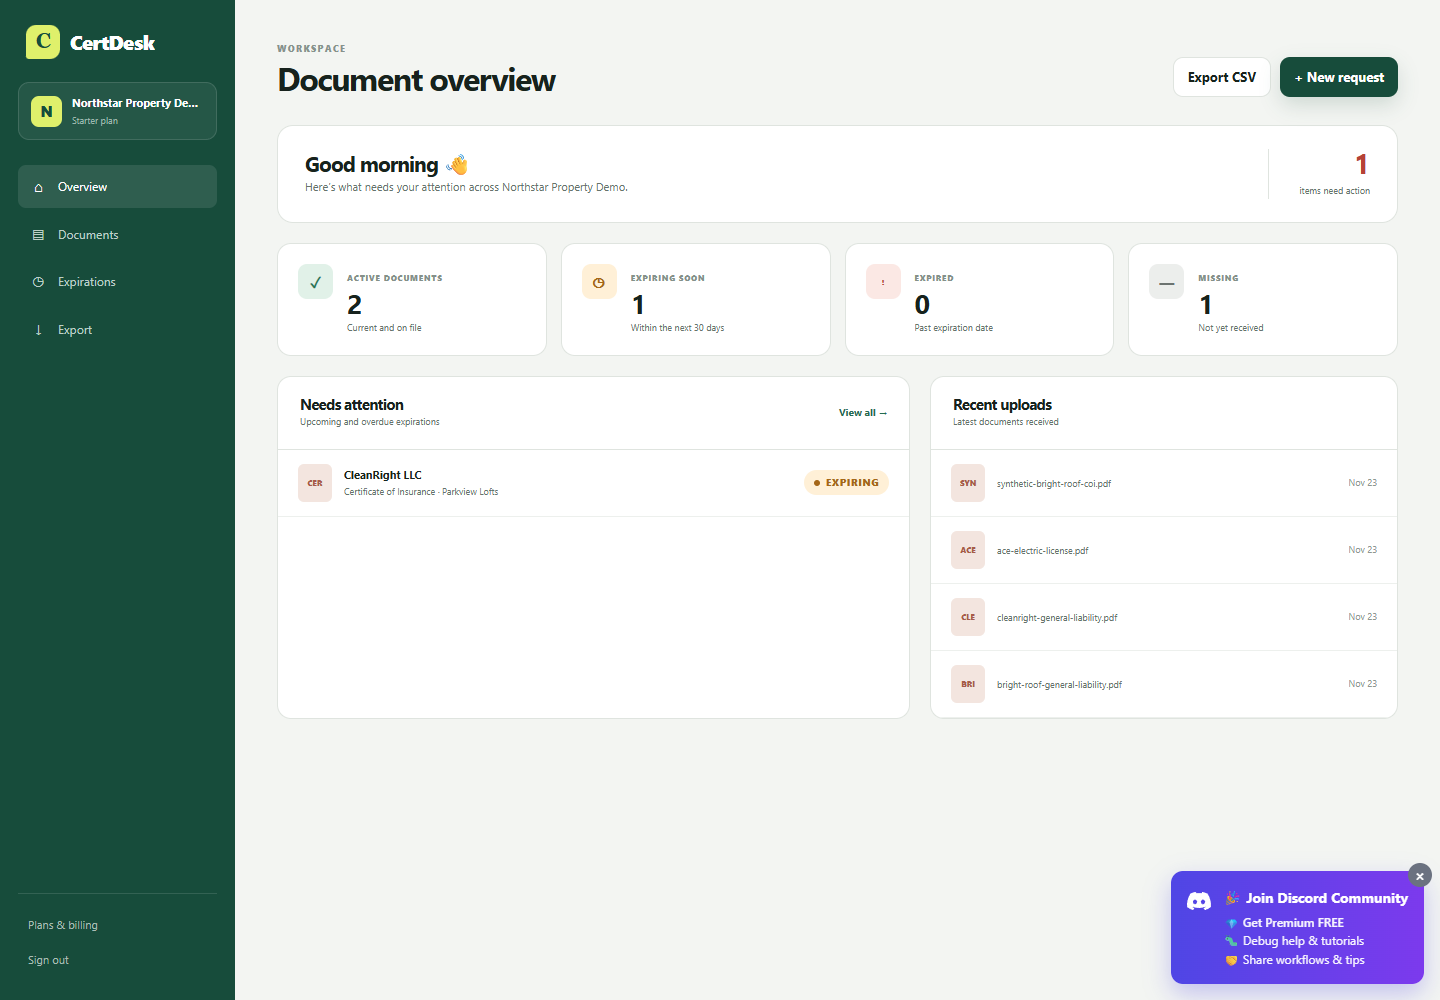 C CertDesk
N Northstar Property De...
Starter plan
Overview
Documents
Expirations
Export
Plans & billing
Sign out
WORKSPACE
Document overview
Export CSV
+ New request
Good morning 👋
Here's what needs your attention across Northstar Property Demo.
1
items need action
ACTIVE DOCUMENTS
2
Current and on file
EXPIRING SOON
1
Within the next 30 days
!
EXPIRED
0
Past expiration date
MISSING
1
Not yet received
Needs attention
Upcoming and overdue expirations
View all →
CER
CleanRight LLC
Certificate of Insurance · Parkview Lofts
EXPIRING
Recent uploads
Latest documents received
SYN synthetic-bright-roof-coi.pdf Nov 23
ACE ace-electric-license.pdf Nov 23
CLE cleanright-general-liability.pdf Nov 23
BRI bright-roof-general-liability.pdf Nov 23
🎉 Join Discord Community
💎 Get Premium FREE
🐛 Debug help & tutorials
🤝 Share workflows & tips